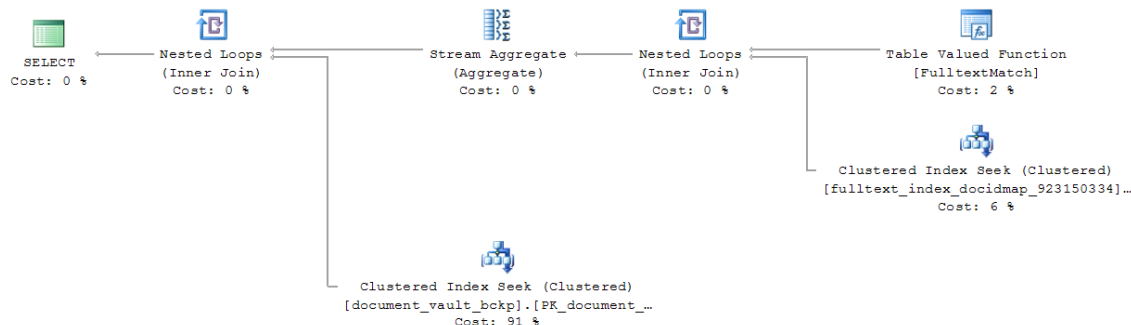 SELECT
Cost: 0 %
Nested Loops
(Inner Join)
Cost: 0 %
Stream Aggregate
(Aggregate)
Cost: 0 %
Nested Loops
(Inner Join)
Cost: 0 %
Table Valued Function
[FulltextMatch]
Cost: 2 %
Clustered Index Seek (Clustered)
[fulltext_index_docidmap_923150334]…
Cost: 6 %
Clustered Index Seek (Clustered)
[document_vault_bckp].[PK_document_…
Cost: 91 %